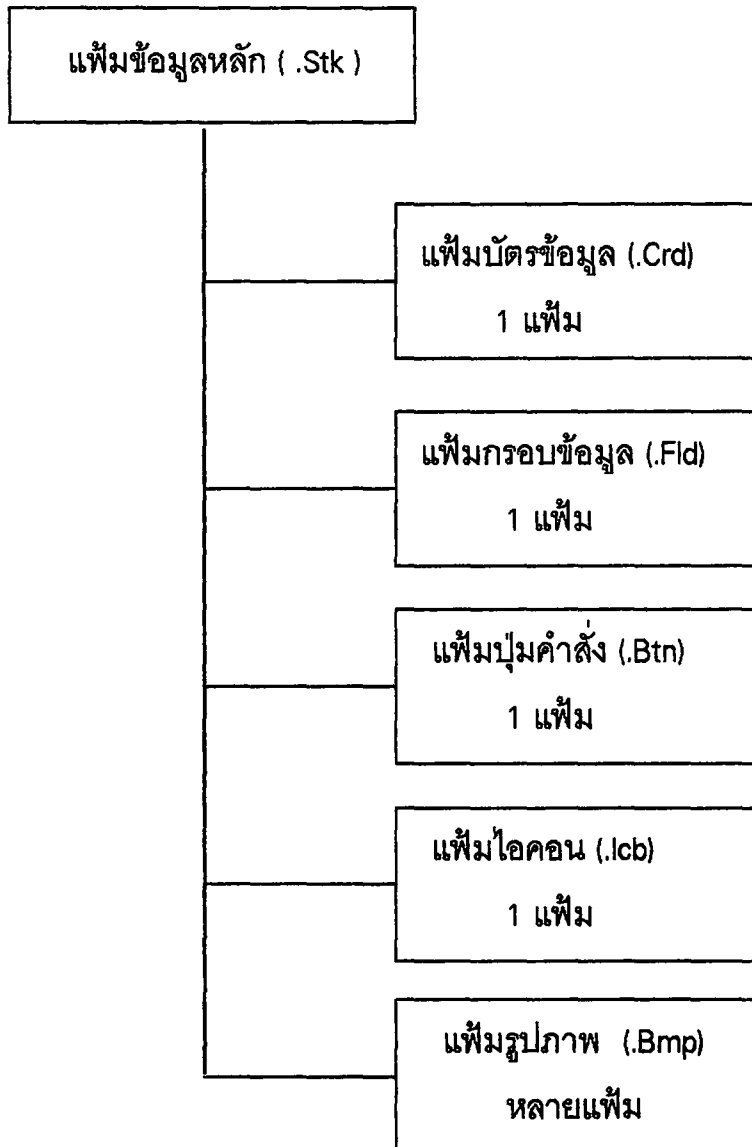 แฟ้มข้อมูลหลัก ( .Stk )
แฟ้มบัตรข้อมูล (.Crd)
1 แฟ้ม
แฟ้มกรอบข้อมูล (.Fld)
1 แฟ้ม
แฟ้มปุ่มคำสั่ง (.Btn)
1 แฟ้ม
แฟ้มไอคอน (.Icb)
1 แฟ้ม
แฟ้มรูปภาพ (.Bmp)
หลายแฟ้ม